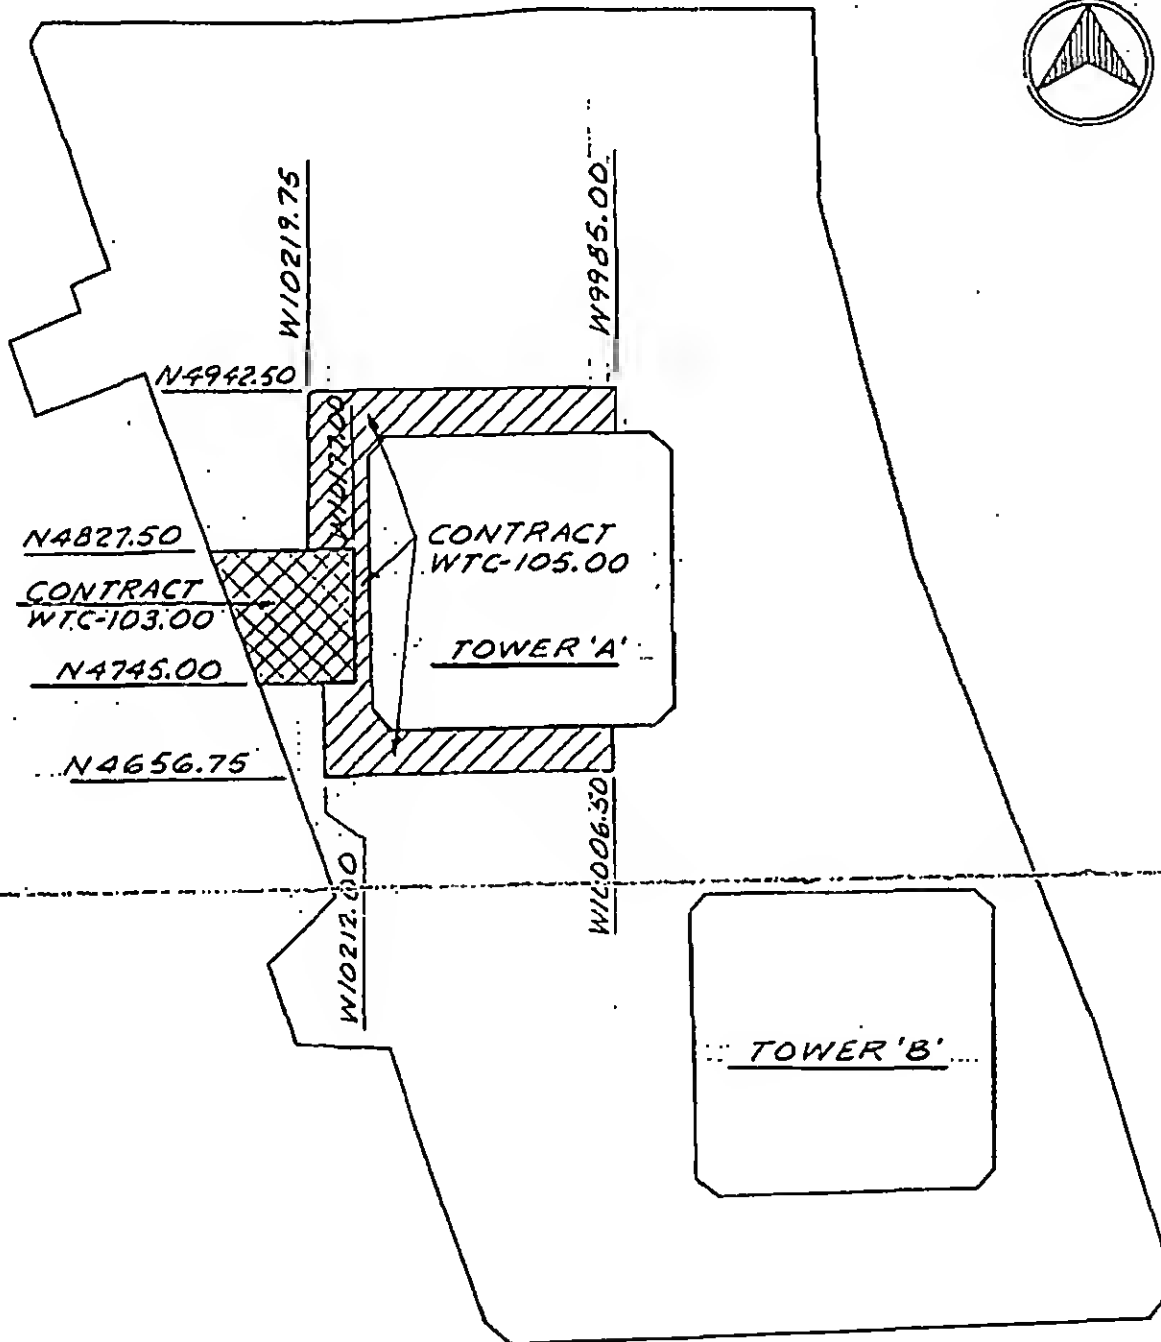 W10219.75
W9985.00
N4942.50
N4827.50
CONTRACT
WTC-105.00
CONTRACT
WTC-103.00
TOWER 'A'
N4745.00
N4656.75
W10006.50
W10212.00
TOWER 'B'